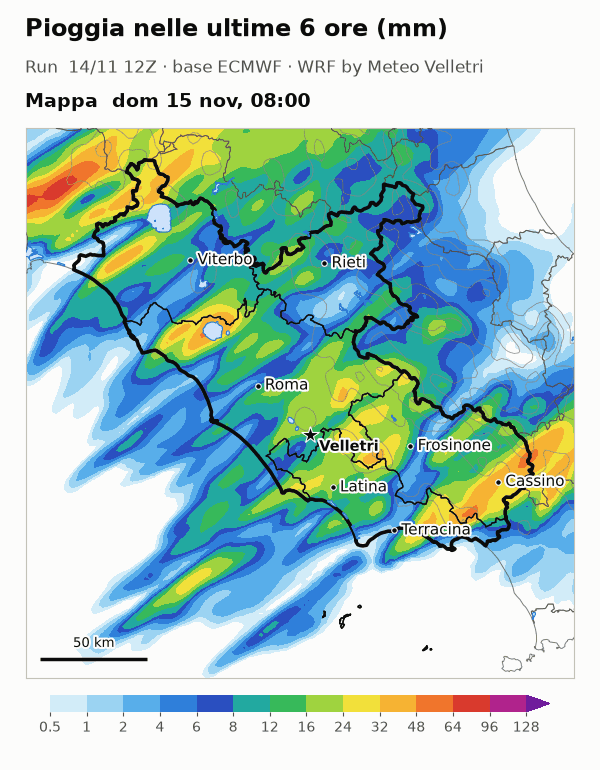 Pioggia nelle ultime 6 ore (mm)
Run  14/11 12Z · base ECMWF · WRF by Meteo Velletri
Mappa  dom 15 nov, 08:00
Viterbo
Rieti
Roma
Velletri
Frosinone
Latina
Cassino
Terracina
50 km
0.5 1 2 4 6 8 12 16 24 32 48 64 96 128